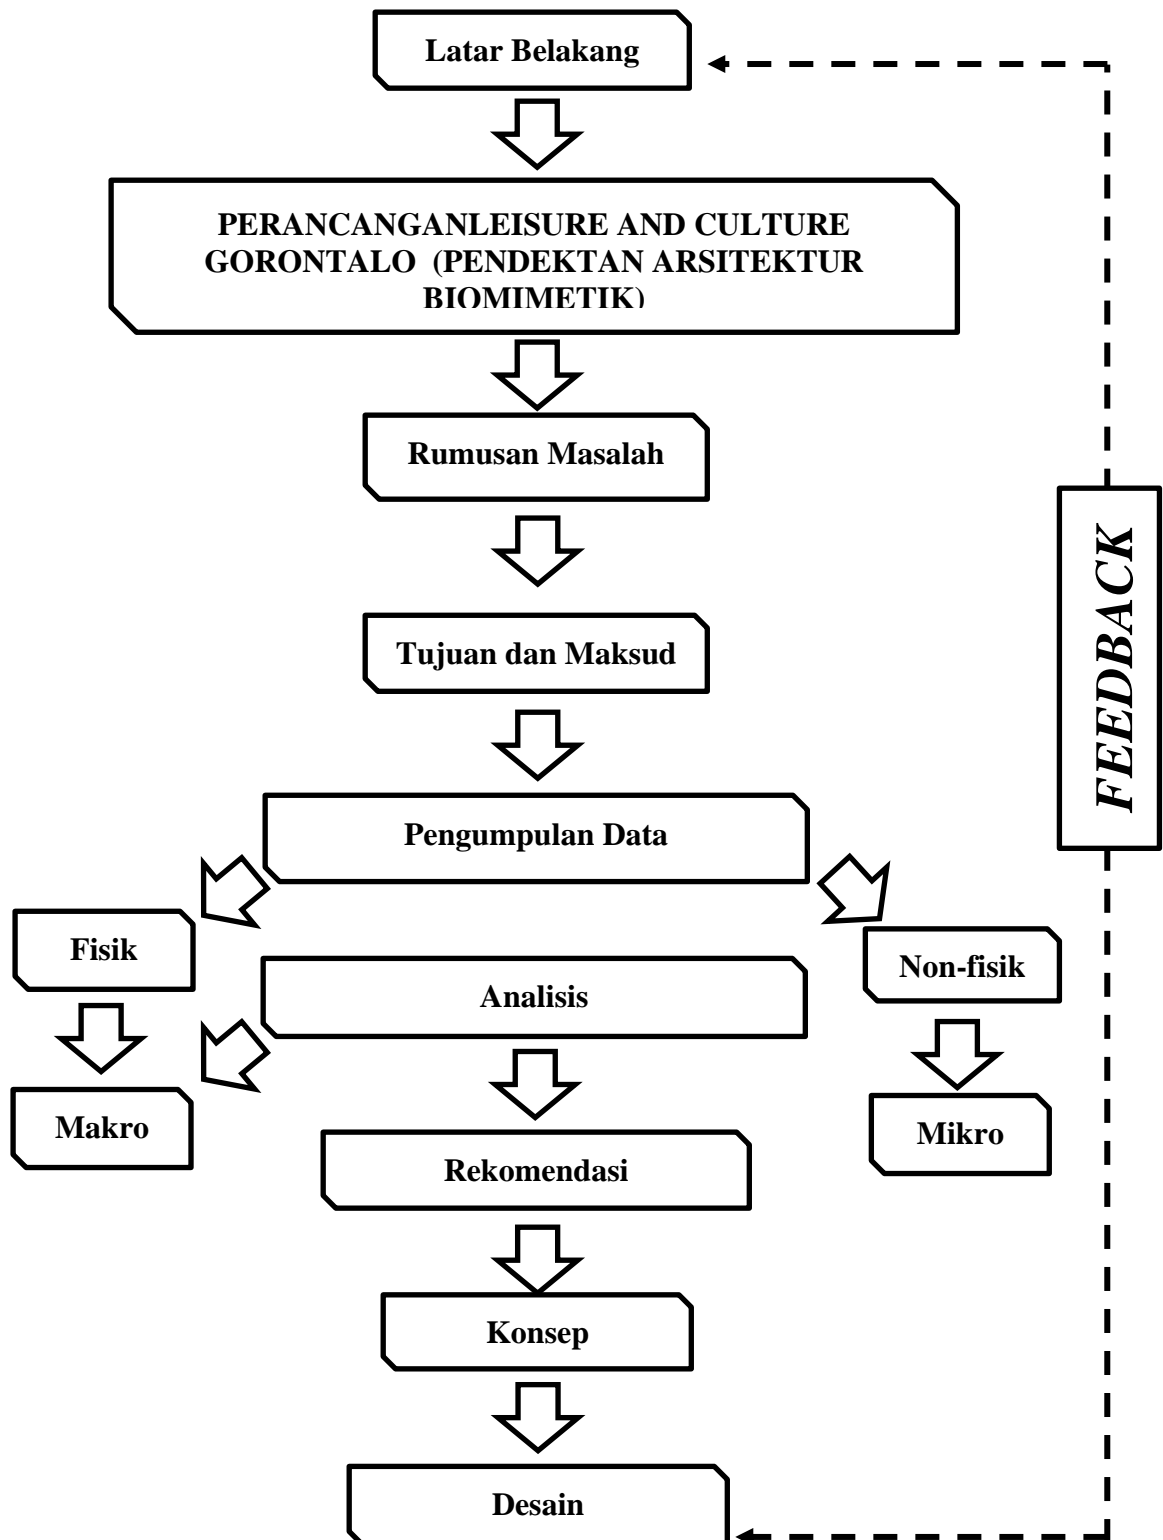 Latar Belakang
PERANCANGANLEISURE AND CULTURE
GORONTALO (PENDEKTAN ARSITEKTUR
BIOMIMETIK)
Rumusan Masalah
Tujuan dan Maksud
FEEDBACK
Pengumpulan Data
Fisik
Non-fisik
Analisis
Makro
Mikro
Rekomendasi
Konsep
Desain